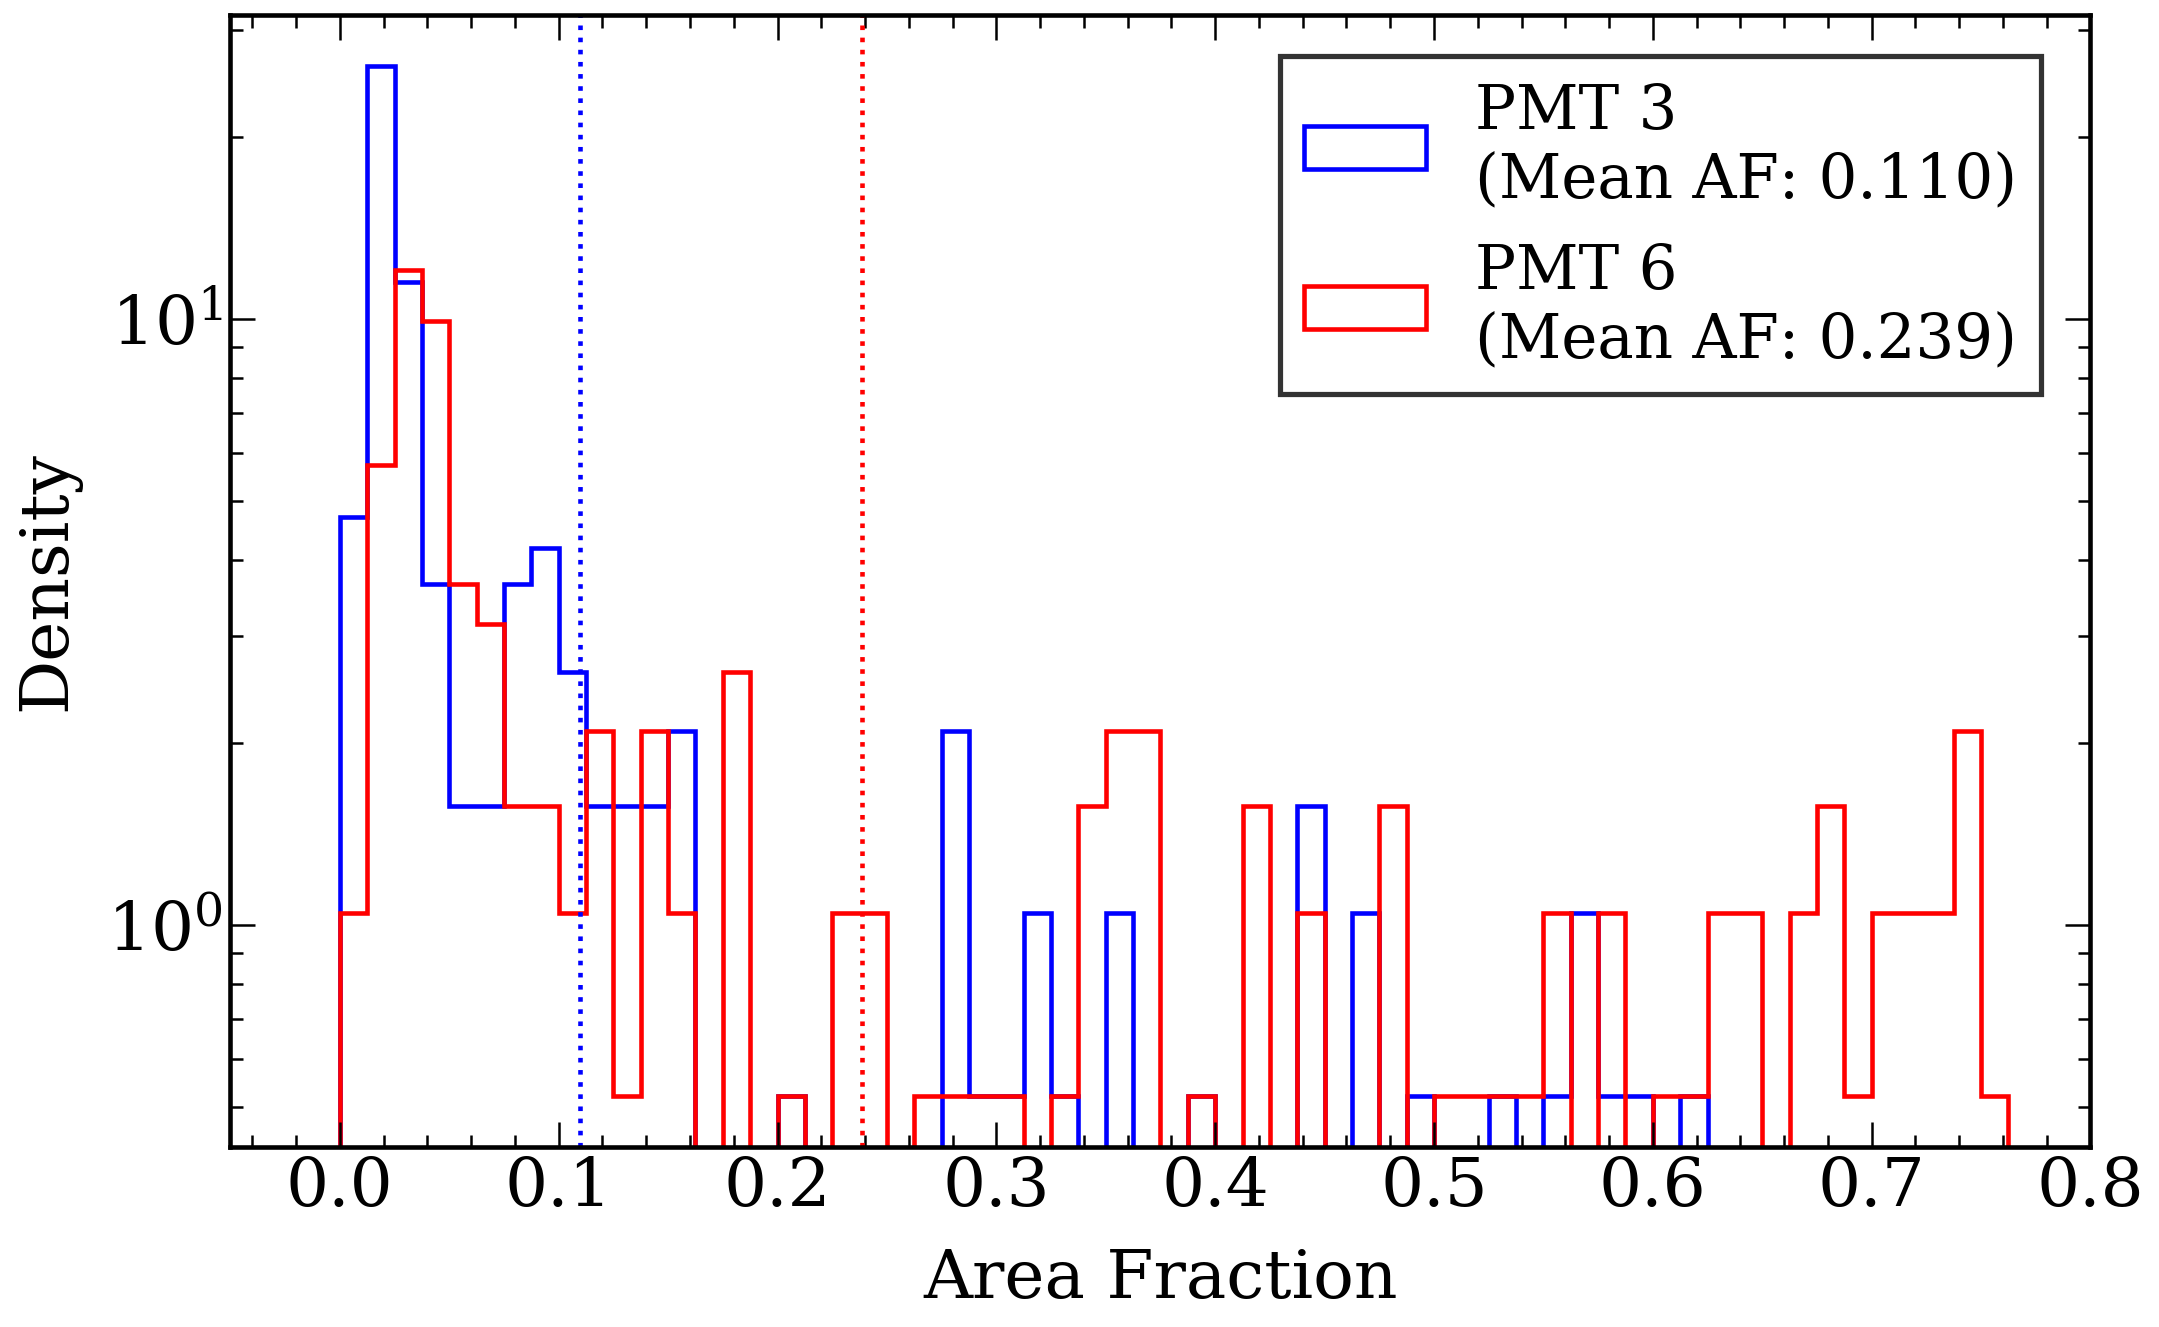 PMT 3
(Mean AF: 0.110)
PMT 6
(Mean AF: 0.239)
Density
10¹
10⁰
0.0 0.1 0.2 0.3 0.4 0.5 0.6 0.7 0.8
Area Fraction